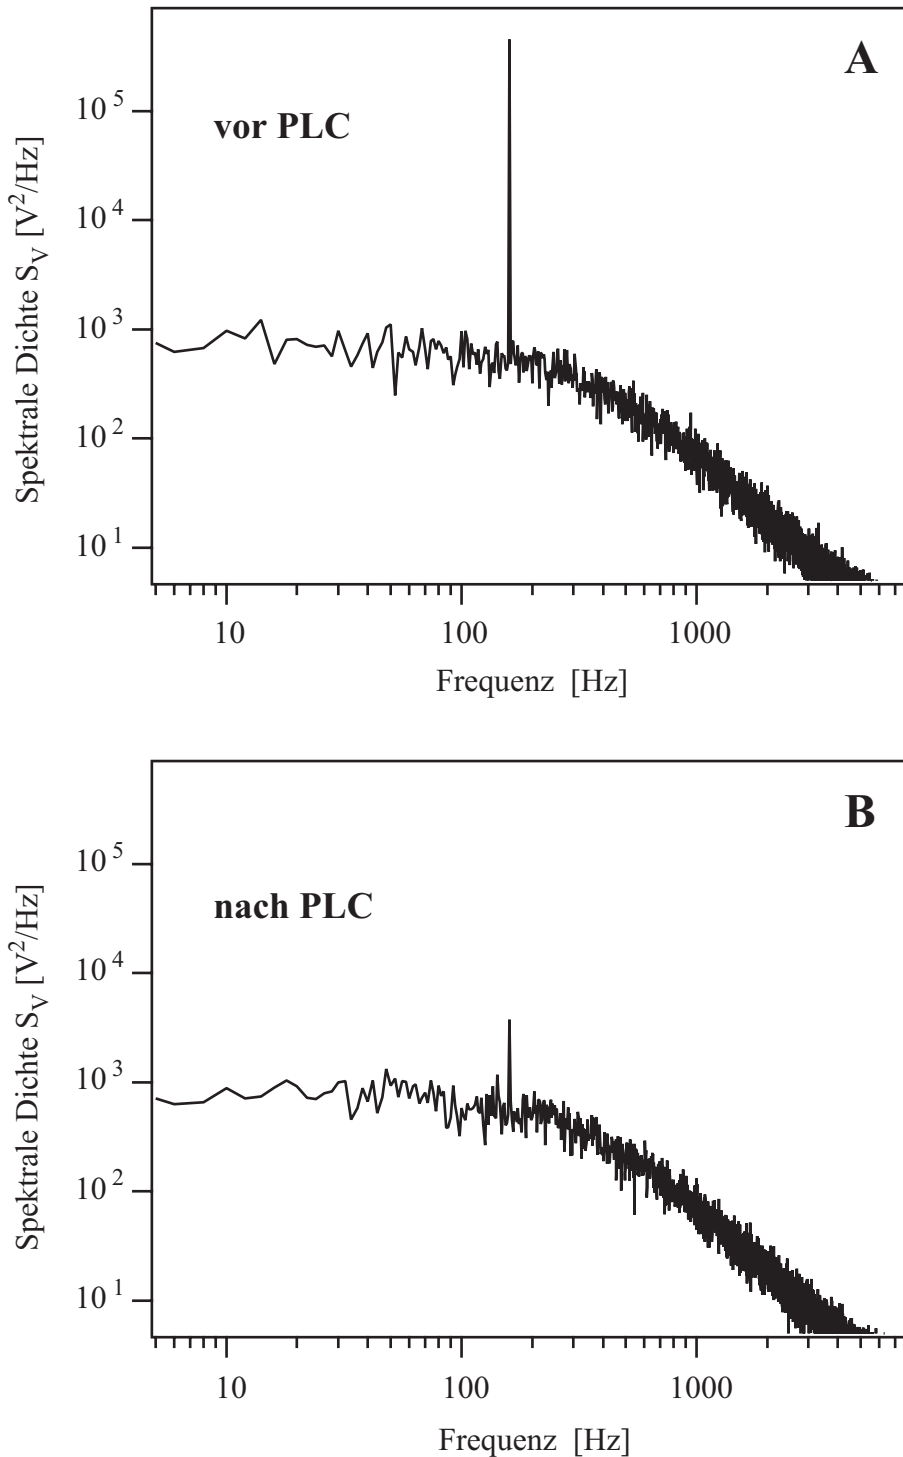 A
vor PLC
Spektrale Dichte S_V [V²/Hz]
10⁵
10⁴
10³
10²
10¹
10
100
1000
Frequenz [Hz]
B
nach PLC
Spektrale Dichte S_V [V²/Hz]
10⁵
10⁴
10³
10²
10¹
10
100
1000
Frequenz [Hz]